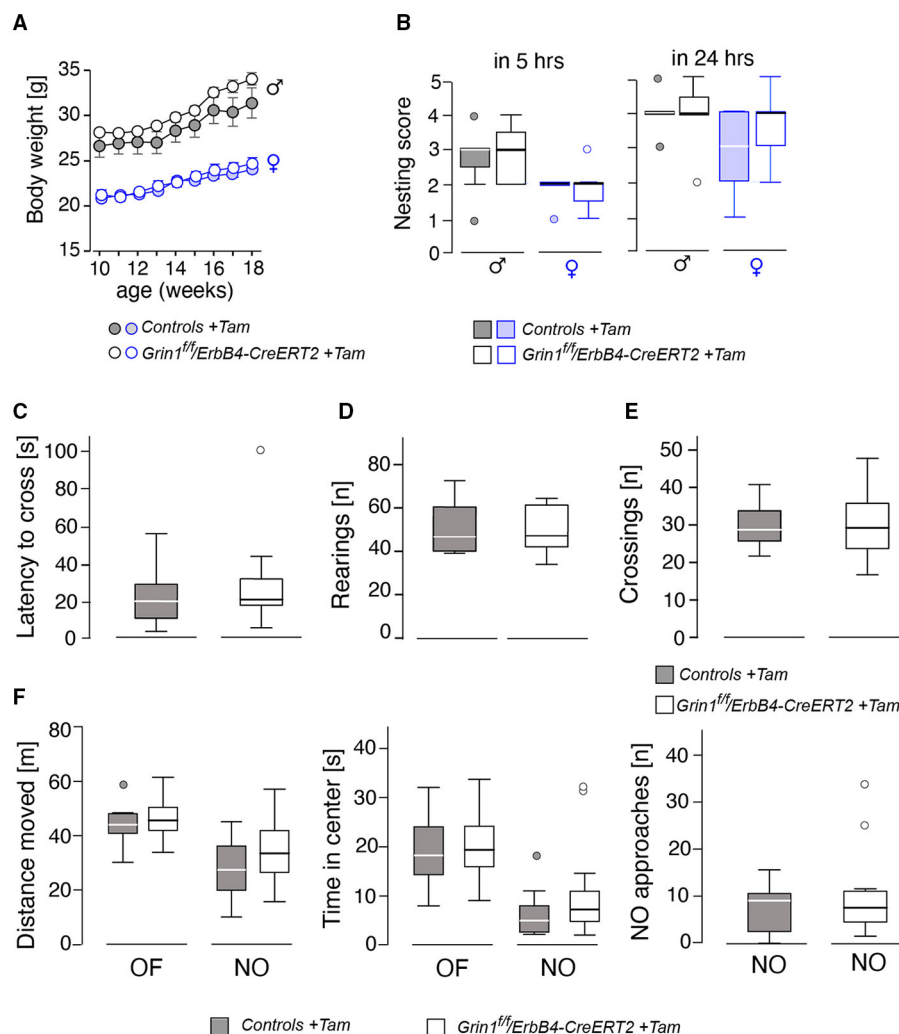 A
B
in 5 hrs
in 24 hrs
Body weight [g]
35
30
25
20
15
♂
♀
10 12 14 16 18
age (weeks)
Nesting score
5
4
3
2
1
0
♂ ♀
♂ ♀
Controls +Tam
Grin1f/f/ErbB4-CreERT2 +Tam
Controls +Tam
Grin1f/f/ErbB4-CreERT2 +Tam
C
D
E
Latency to cross [s]
100
80
60
40
20
0
Rearings [n]
80
60
40
20
0
Crossings [n]
50
40
30
20
10
0
Controls +Tam
Grin1f/f/ErbB4-CreERT2 +Tam
F
Distance moved [m]
80
60
40
20
0
OF NO
Time in center [s]
40
30
20
10
0
OF NO
NO approaches [n]
40
30
20
10
0
NO NO
Controls +Tam
Grin1f/f/ErbB4-CreERT2 +Tam